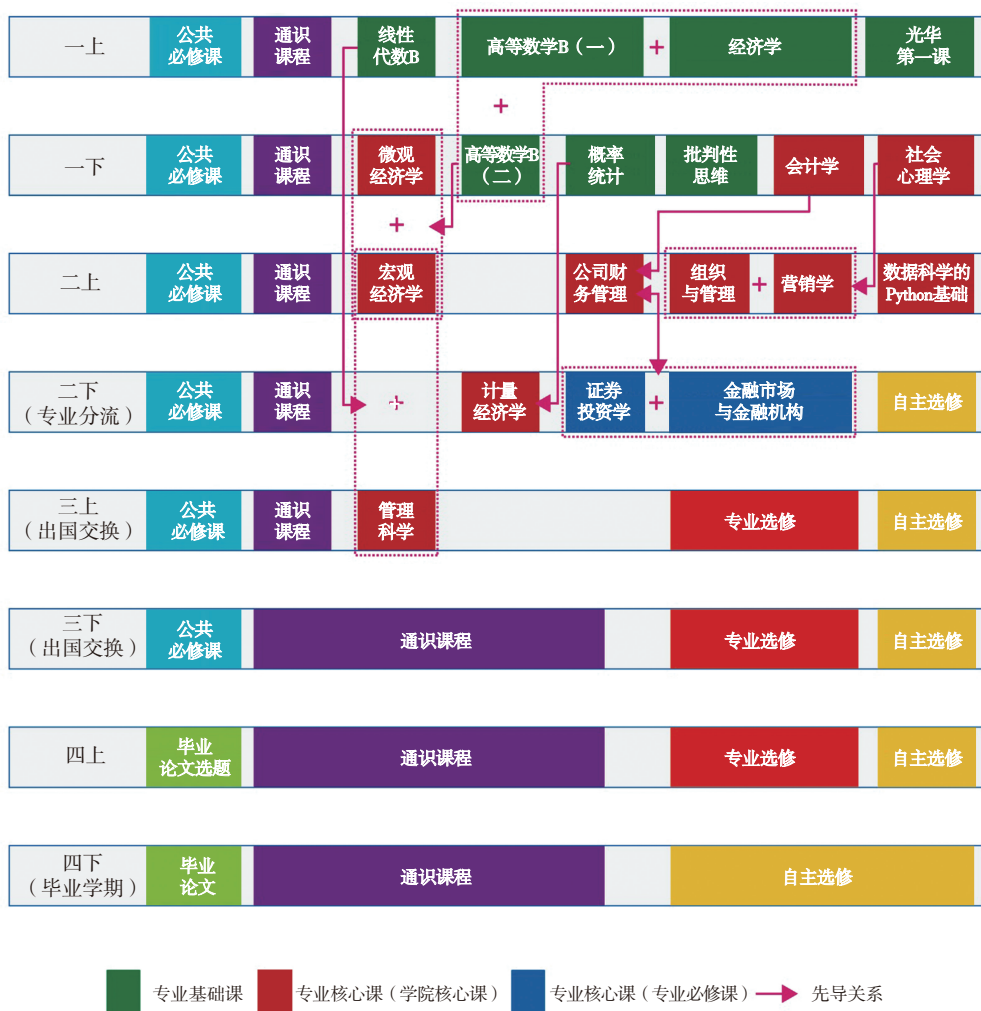 一上
公共
必修课
通识
课程
线性
代数B
高等数学B（一）
+
经济学
光华
第一课
+
一下
公共
必修课
通识
课程
微观
经济学
高等数学B
（二）
概率
统计
批判性
思维
会计学
社会
心理学
+
二上
公共
必修课
通识
课程
宏观
经济学
公司财
务管理
组织
与管理
+
营销学
数据科学的
Python基础
二下
（专业分流）
公共
必修课
通识
课程
+
计量
经济学
证券
投资学
+
金融市场
与金融机构
自主选修
三上
（出国交换）
公共
必修课
通识
课程
管理
科学
专业选修
自主选修
三下
（出国交换）
公共
必修课
通识课程
专业选修
自主选修
四上
毕业
论文选题
通识课程
专业选修
自主选修
四下
（毕业学期）
毕业
论文
通识课程
自主选修
专业基础课
专业核心课（学院核心课）
专业核心课（专业必修课）
先导关系